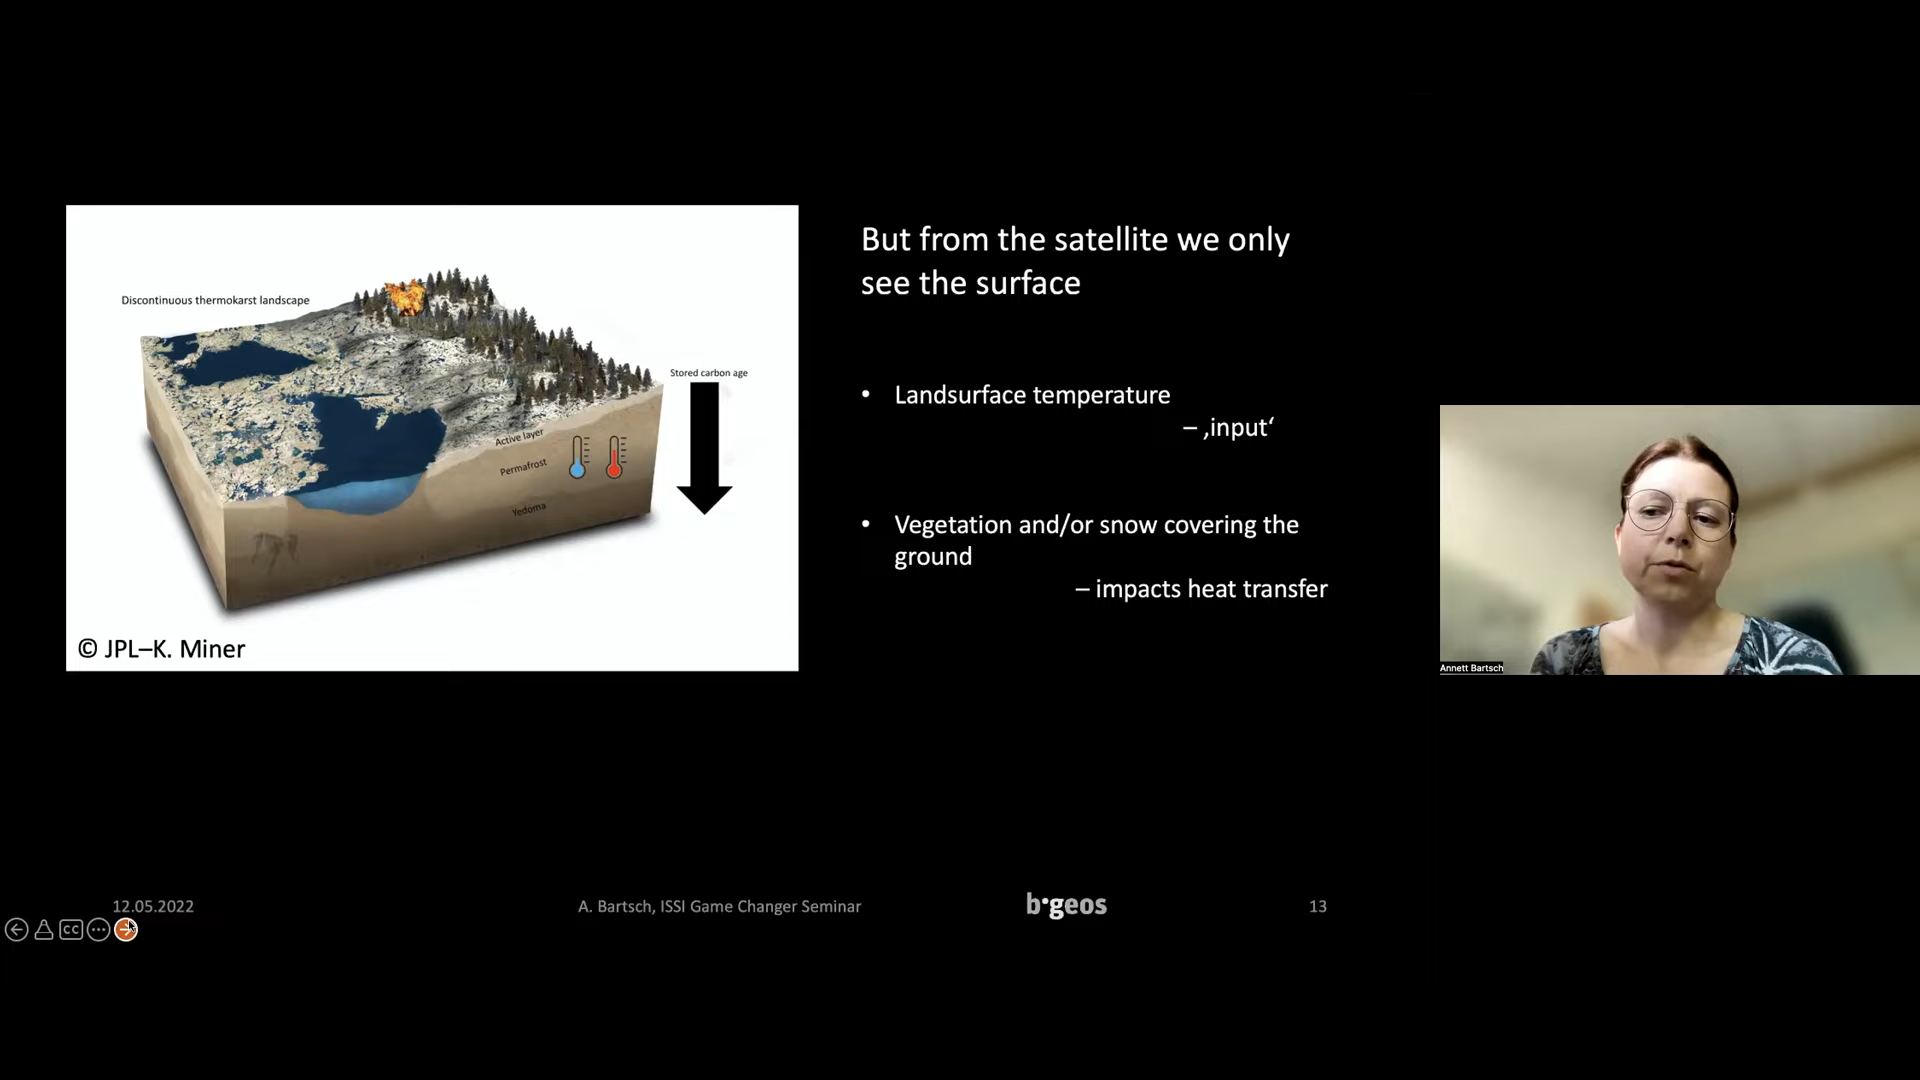 Discontinuous thermokarst landscape
Stored carbon age
Active layer
Permafrost
Yedoma
© JPL–K. Miner
But from the satellite we only
see the surface
• Landsurface temperature
– ‚input‘
• Vegetation and/or snow covering the
ground
– impacts heat transfer
Annett Bartsch
12.05.2022
A. Bartsch, ISSI Game Changer Seminar
b•geos
13
CC